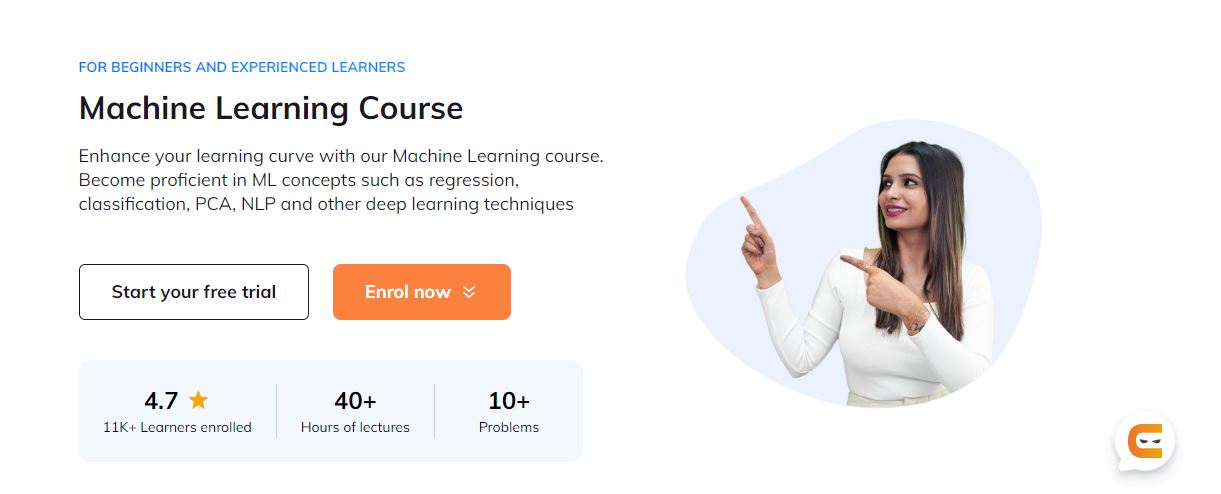 FOR BEGINNERS AND EXPERIENCED LEARNERS
Machine Learning Course
Enhance your learning curve with our Machine Learning course.
Become proficient in ML concepts such as regression,
classification, PCA, NLP and other deep learning techniques
Start your free trial
Enrol now
4.7
11K+ Learners enrolled
40+
Hours of lectures
10+
Problems